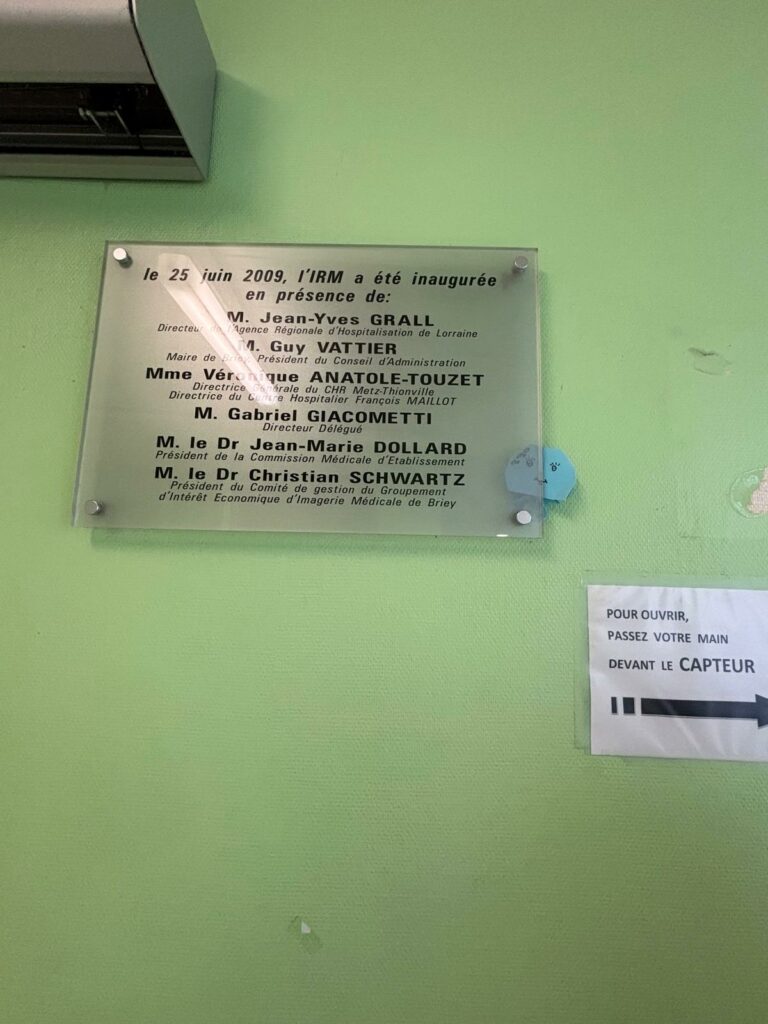 le 25 juin 2009, l'IRM a été inaugurée
en présence de:
M. Jean-Yves GRALL
Directeur de l'Agence Régionale d'Hospitalisation de Lorraine
M. Guy VATTIER
Maire de Briey, Président du Conseil d'Administration
Mme Véronique ANATOLE-TOUZET
Directrice Générale du CHR Metz-Thionville
Directrice du Centre Hospitalier François MAILLOT
M. Gabriel GIACOMETTI
Directeur Délégué
M. le Dr Jean-Marie DOLLARD
Président de la Commission Médicale d'Etablissement
M. le Dr Christian SCHWARTZ
Président du Comité de gestion du Groupement
d'Intérêt Economique d'Imagerie Médicale de Briey
POUR OUVRIR,
PASSEZ VOTRE MAIN
DEVANT LE CAPTEUR